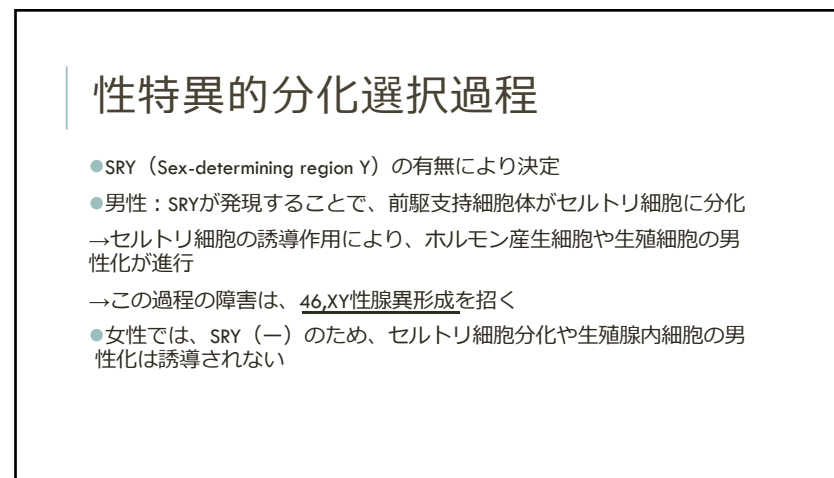 性特異的分化選択過程
●SRY（Sex-determining region Y）の有無により決定
●男性：SRYが発現することで、前駆支持細胞体がセルトリ細胞に分化
→セルトリ細胞の誘導作用により、ホルモン産生細胞や生殖細胞の男
性化が進行
→この過程の障害は、46,XY性腺異形成を招く
●女性では、SRY（ー）のため、セルトリ細胞分化や生殖腺内細胞の男
性化は誘導されない